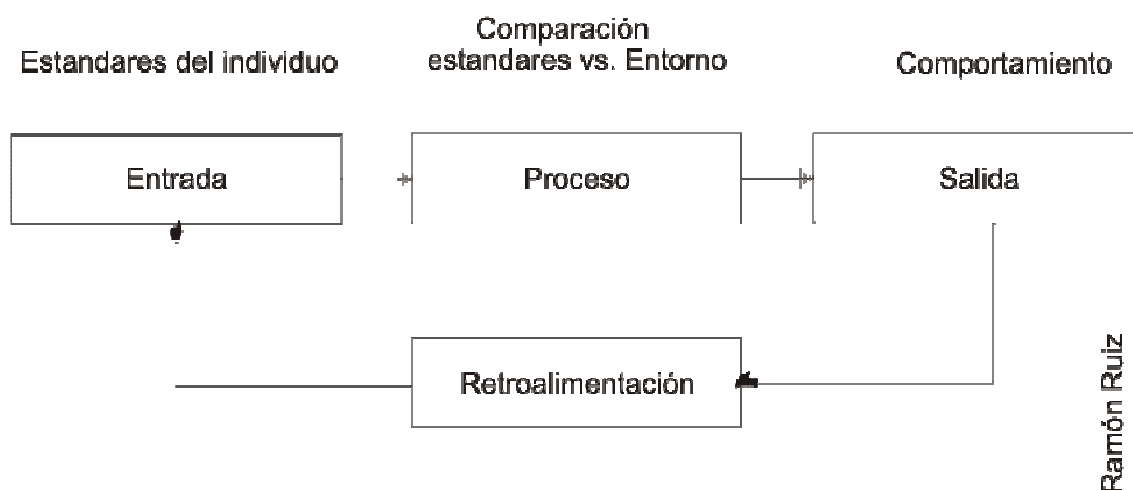 Estandares del individuo
Comparación
estandares vs. Entorno
Comportamiento
Entrada
Proceso
Salida
Retroalimentación
Ramón Ruiz